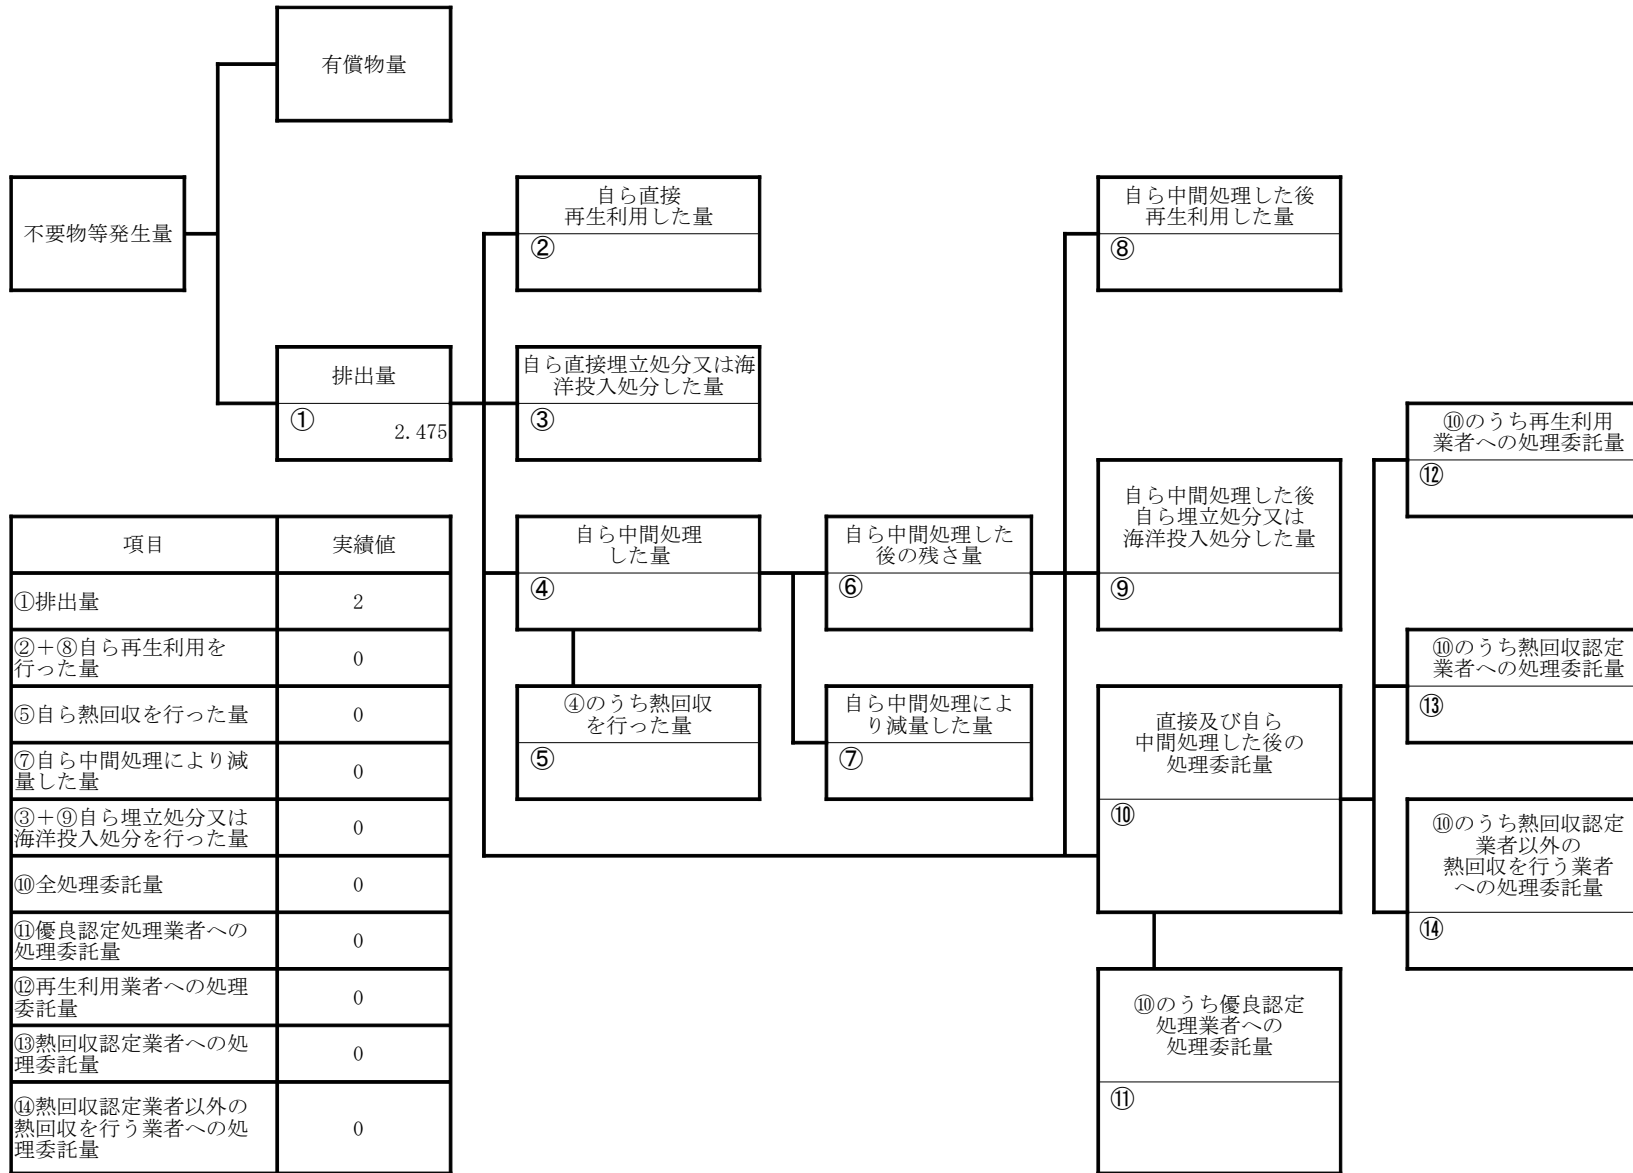 有償物量
不要物等発生量
自ら直接
再生利用した量
②
自ら中間処理した後
再生利用した量
⑧
排出量
①
2.475
自ら直接埋立処分又は海
洋投入処分した量
③
⑩のうち再生利用
業者への処理委託量
⑫
自ら中間処理
した量
④
自ら中間処理した
後の残さ量
⑥
自ら中間処理した後
自ら埋立処分又は
海洋投入処分した量
⑨
⑩のうち熱回収認定
業者への処理委託量
⑬
④のうち熱回収
を行った量
⑤
自ら中間処理によ
り減量した量
⑦
直接及び自ら
中間処理した後の
処理委託量
⑩
⑩のうち熱回収認定
業者以外の
熱回収を行う業者
への処理委託量
⑭
⑩のうち優良認定
処理業者への
処理委託量
⑪
項目 実績値
①排出量 2
②+⑧自ら再生利用を
行った量 0
⑤自ら熱回収を行った量 0
⑦自ら中間処理により減
量した量 0
③+⑨自ら埋立処分又は
海洋投入処分を行った量 0
⑩全処理委託量 0
⑪優良認定処理業者への
処理委託量 0
⑫再生利用業者への処理
委託量 0
⑬熱回収認定業者への処
理委託量 0
⑭熱回収認定業者以外の
熱回収を行う業者への処 0
理委託量